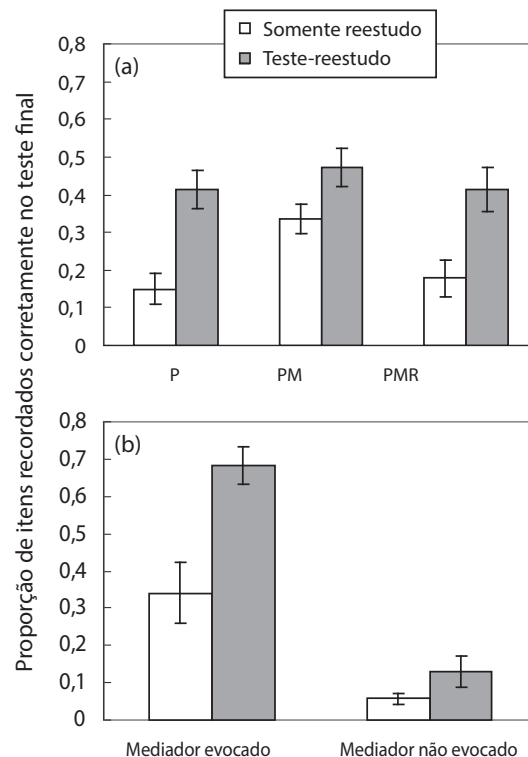 Somente reestudo
Teste-reestudo
Proporção de itens recordados corretamente no teste final
(a)
0,8
0,7
0,6
0,5
0,4
0,3
0,2
0,1
0
P PM PMR
(b)
0,8
0,7
0,6
0,5
0,4
0,3
0,2
0,1
0
Mediador evocado Mediador não evocado